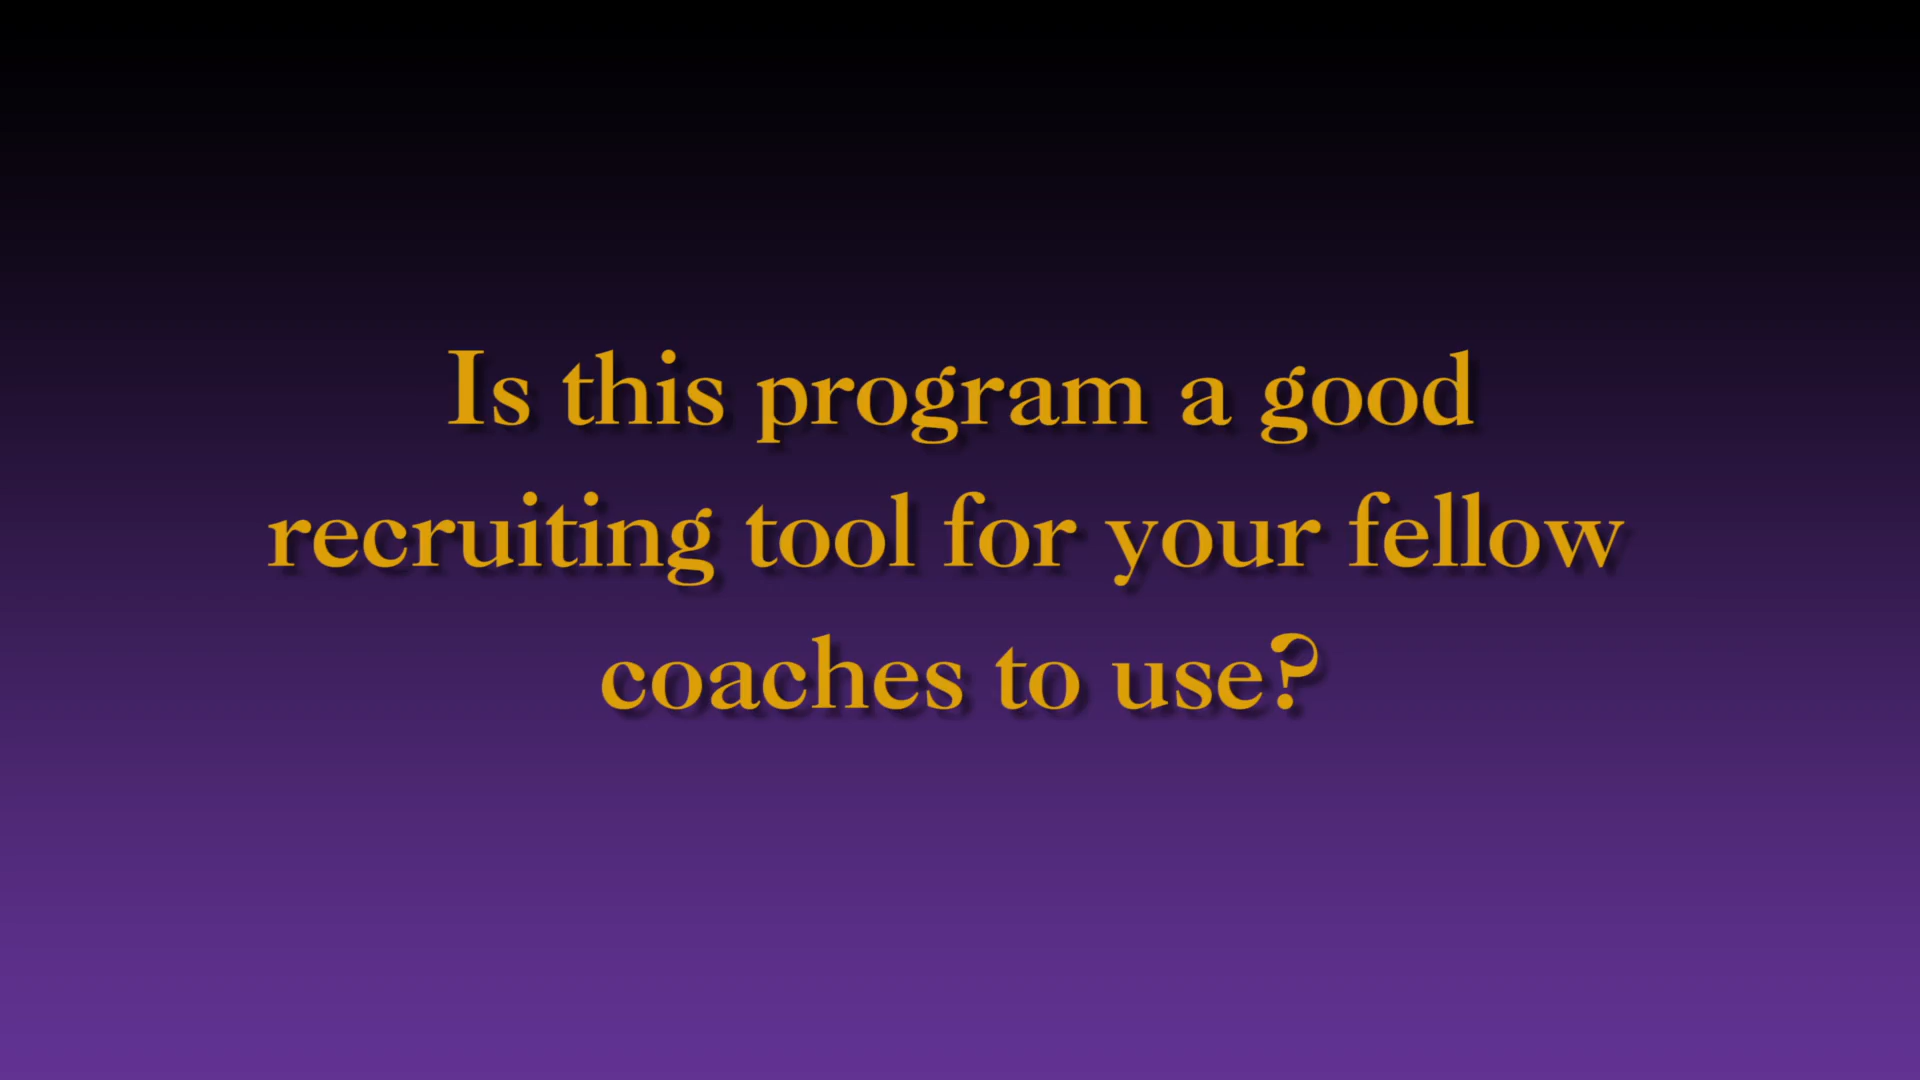 Is this program a good
recruiting tool for your fellow
coaches to use?